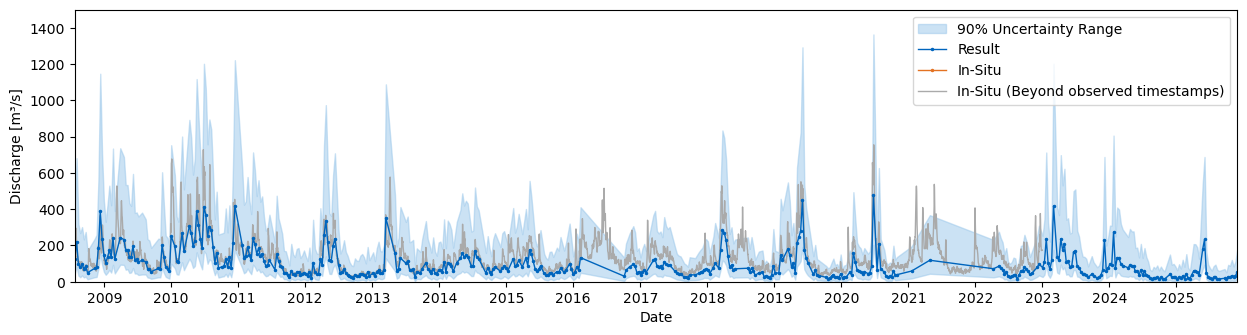 1400
1200
1000
800
600
400
200
0
Discharge [m³/s]
90% Uncertainty Range
Result
In-Situ
In-Situ (Beyond observed timestamps)
2009 2010 2011 2012 2013 2014 2015 2016 2017 2018 2019 2020 2021 2022 2023 2024 2025
Date